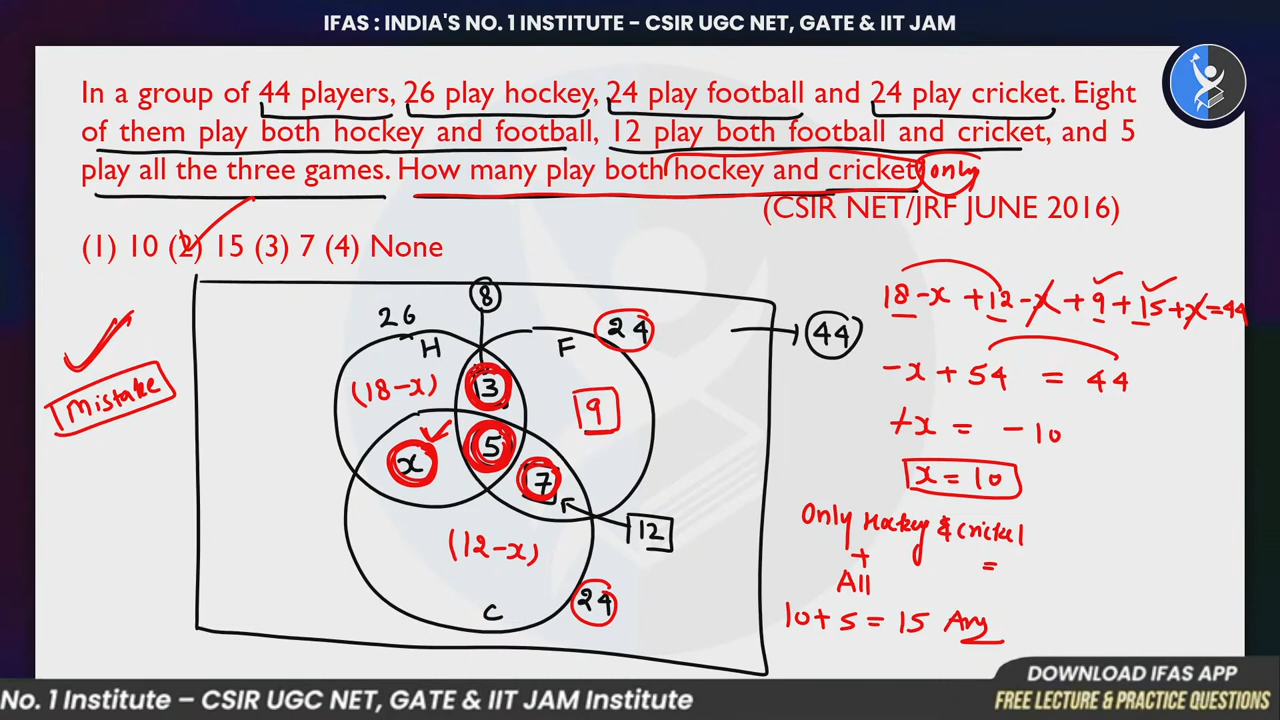 IFAS : INDIA'S NO. 1 INSTITUTE – CSIR UGC NET, GATE & IIT JAM
In a group of 44 players, 26 play hockey, 24 play football and 24 play cricket. Eight
of them play both hockey and football, 12 play both football and cricket, and 5
play all the three games. How many play both hockey and cricket only
(CSIR NET/JRF JUNE 2016)
(1) 10 (2) 15 (3) 7 (4) None
8
26
24
H
F
44
Mistake
(18-x)
3
9
x
5
7
12
(12-x)
24
C
18-x+12-x+9+15+x=44
-x+54 = 44
+x = -10
x=10
Only Hockey & cricket
+
=
All
10+5=15 Ans
DOWNLOAD IFAS APP
No. 1 Institute – CSIR UGC NET, GATE & IIT JAM Institute
FREE LECTURE & PRACTICE QUESTIONS